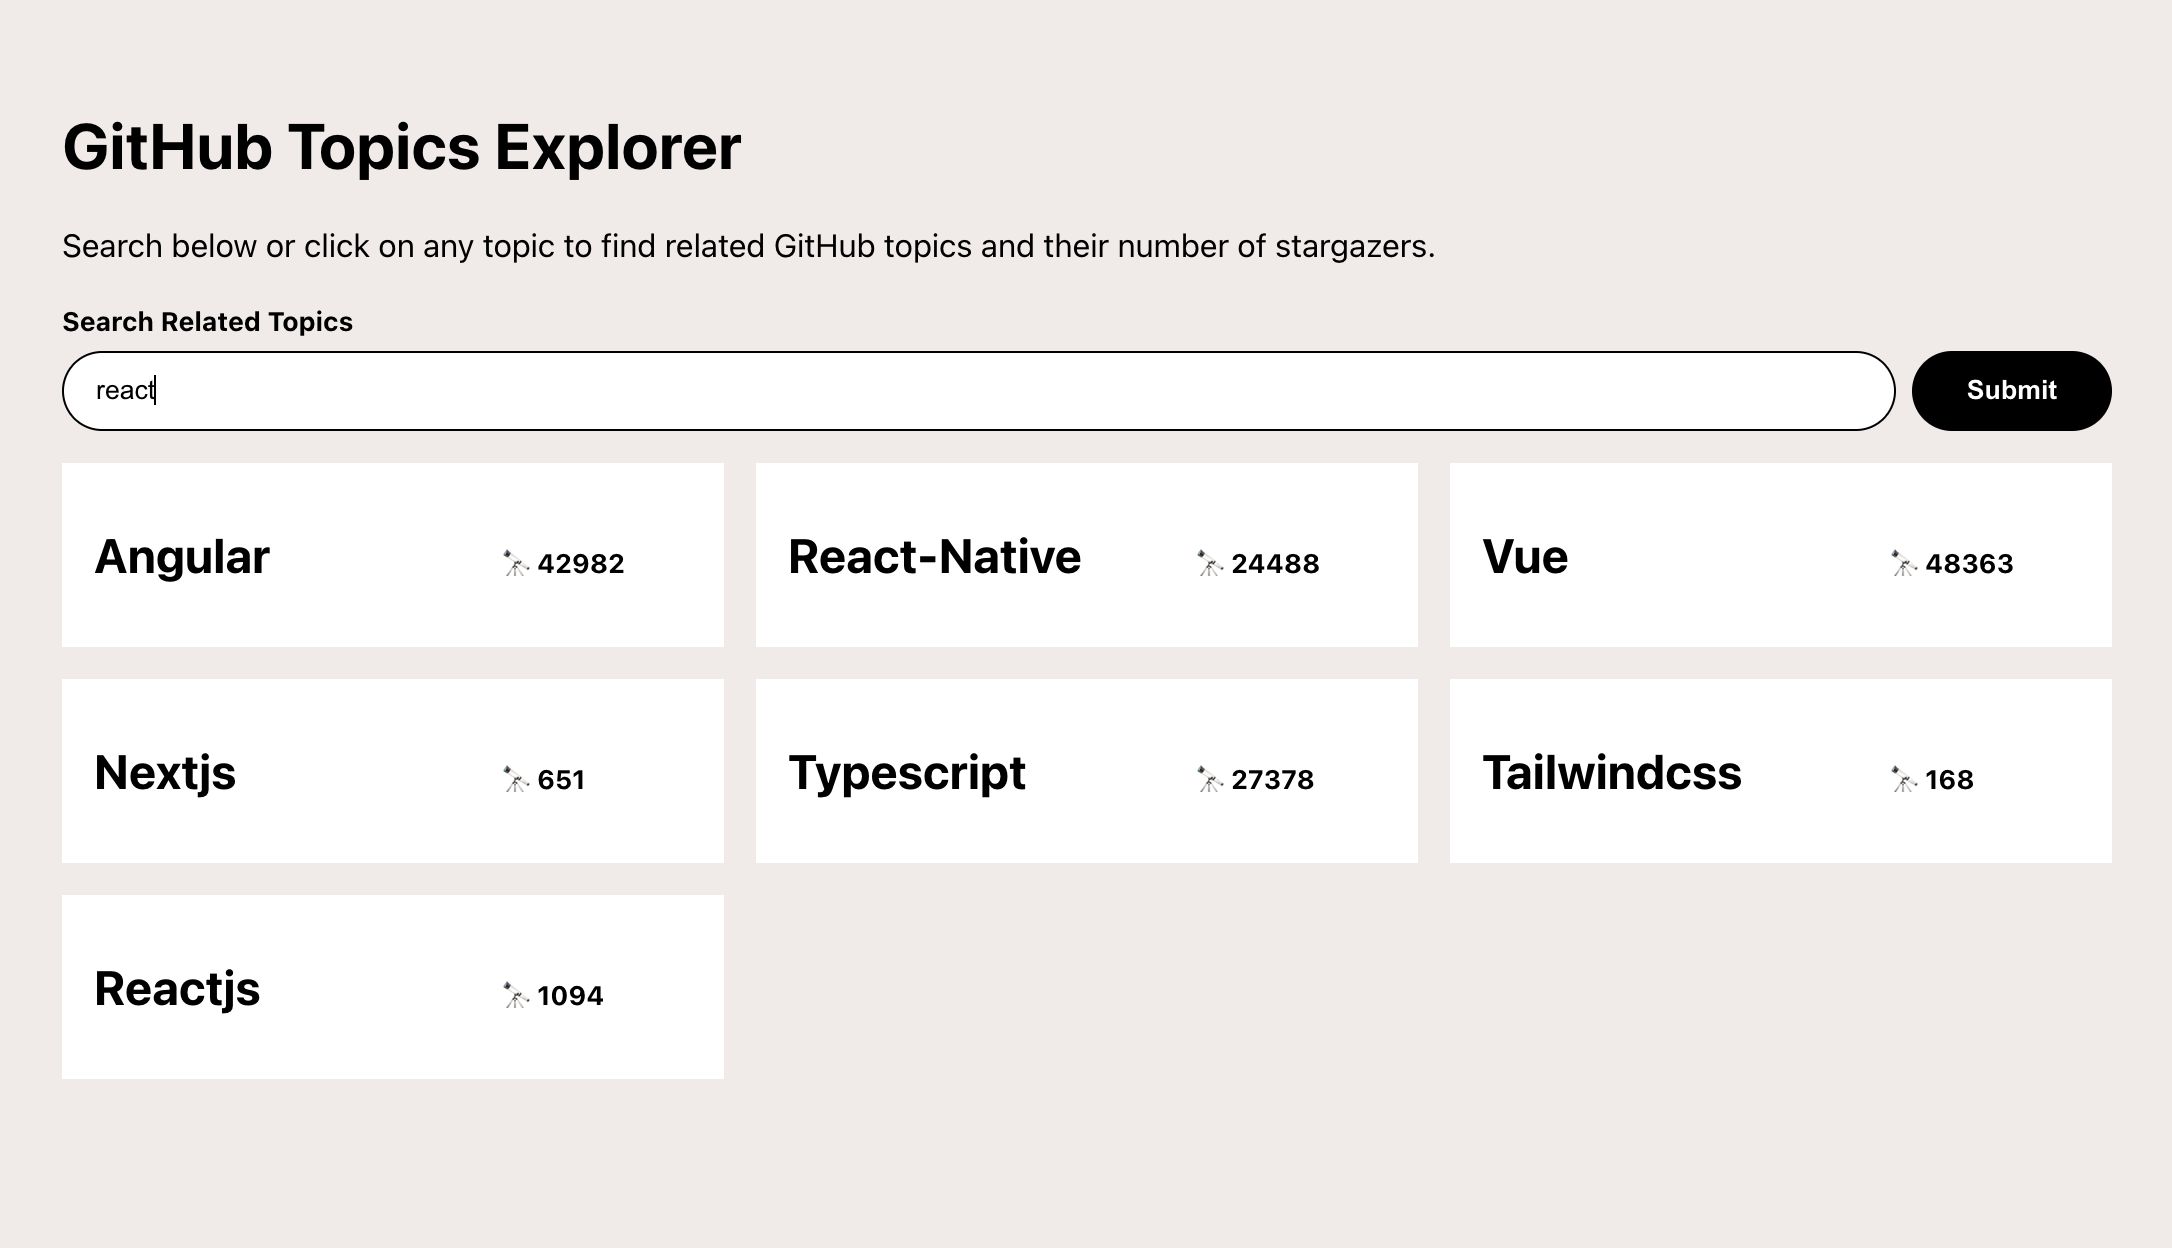 GitHub Topics Explorer
Search below or click on any topic to find related GitHub topics and their number of stargazers.
Search Related Topics
react
Submit
Angular 🔭 42982
React-Native 🔭 24488
Vue 🔭 48363
Nextjs 🔭 651
Typescript 🔭 27378
Tailwindcss 🔭 168
Reactjs 🔭 1094